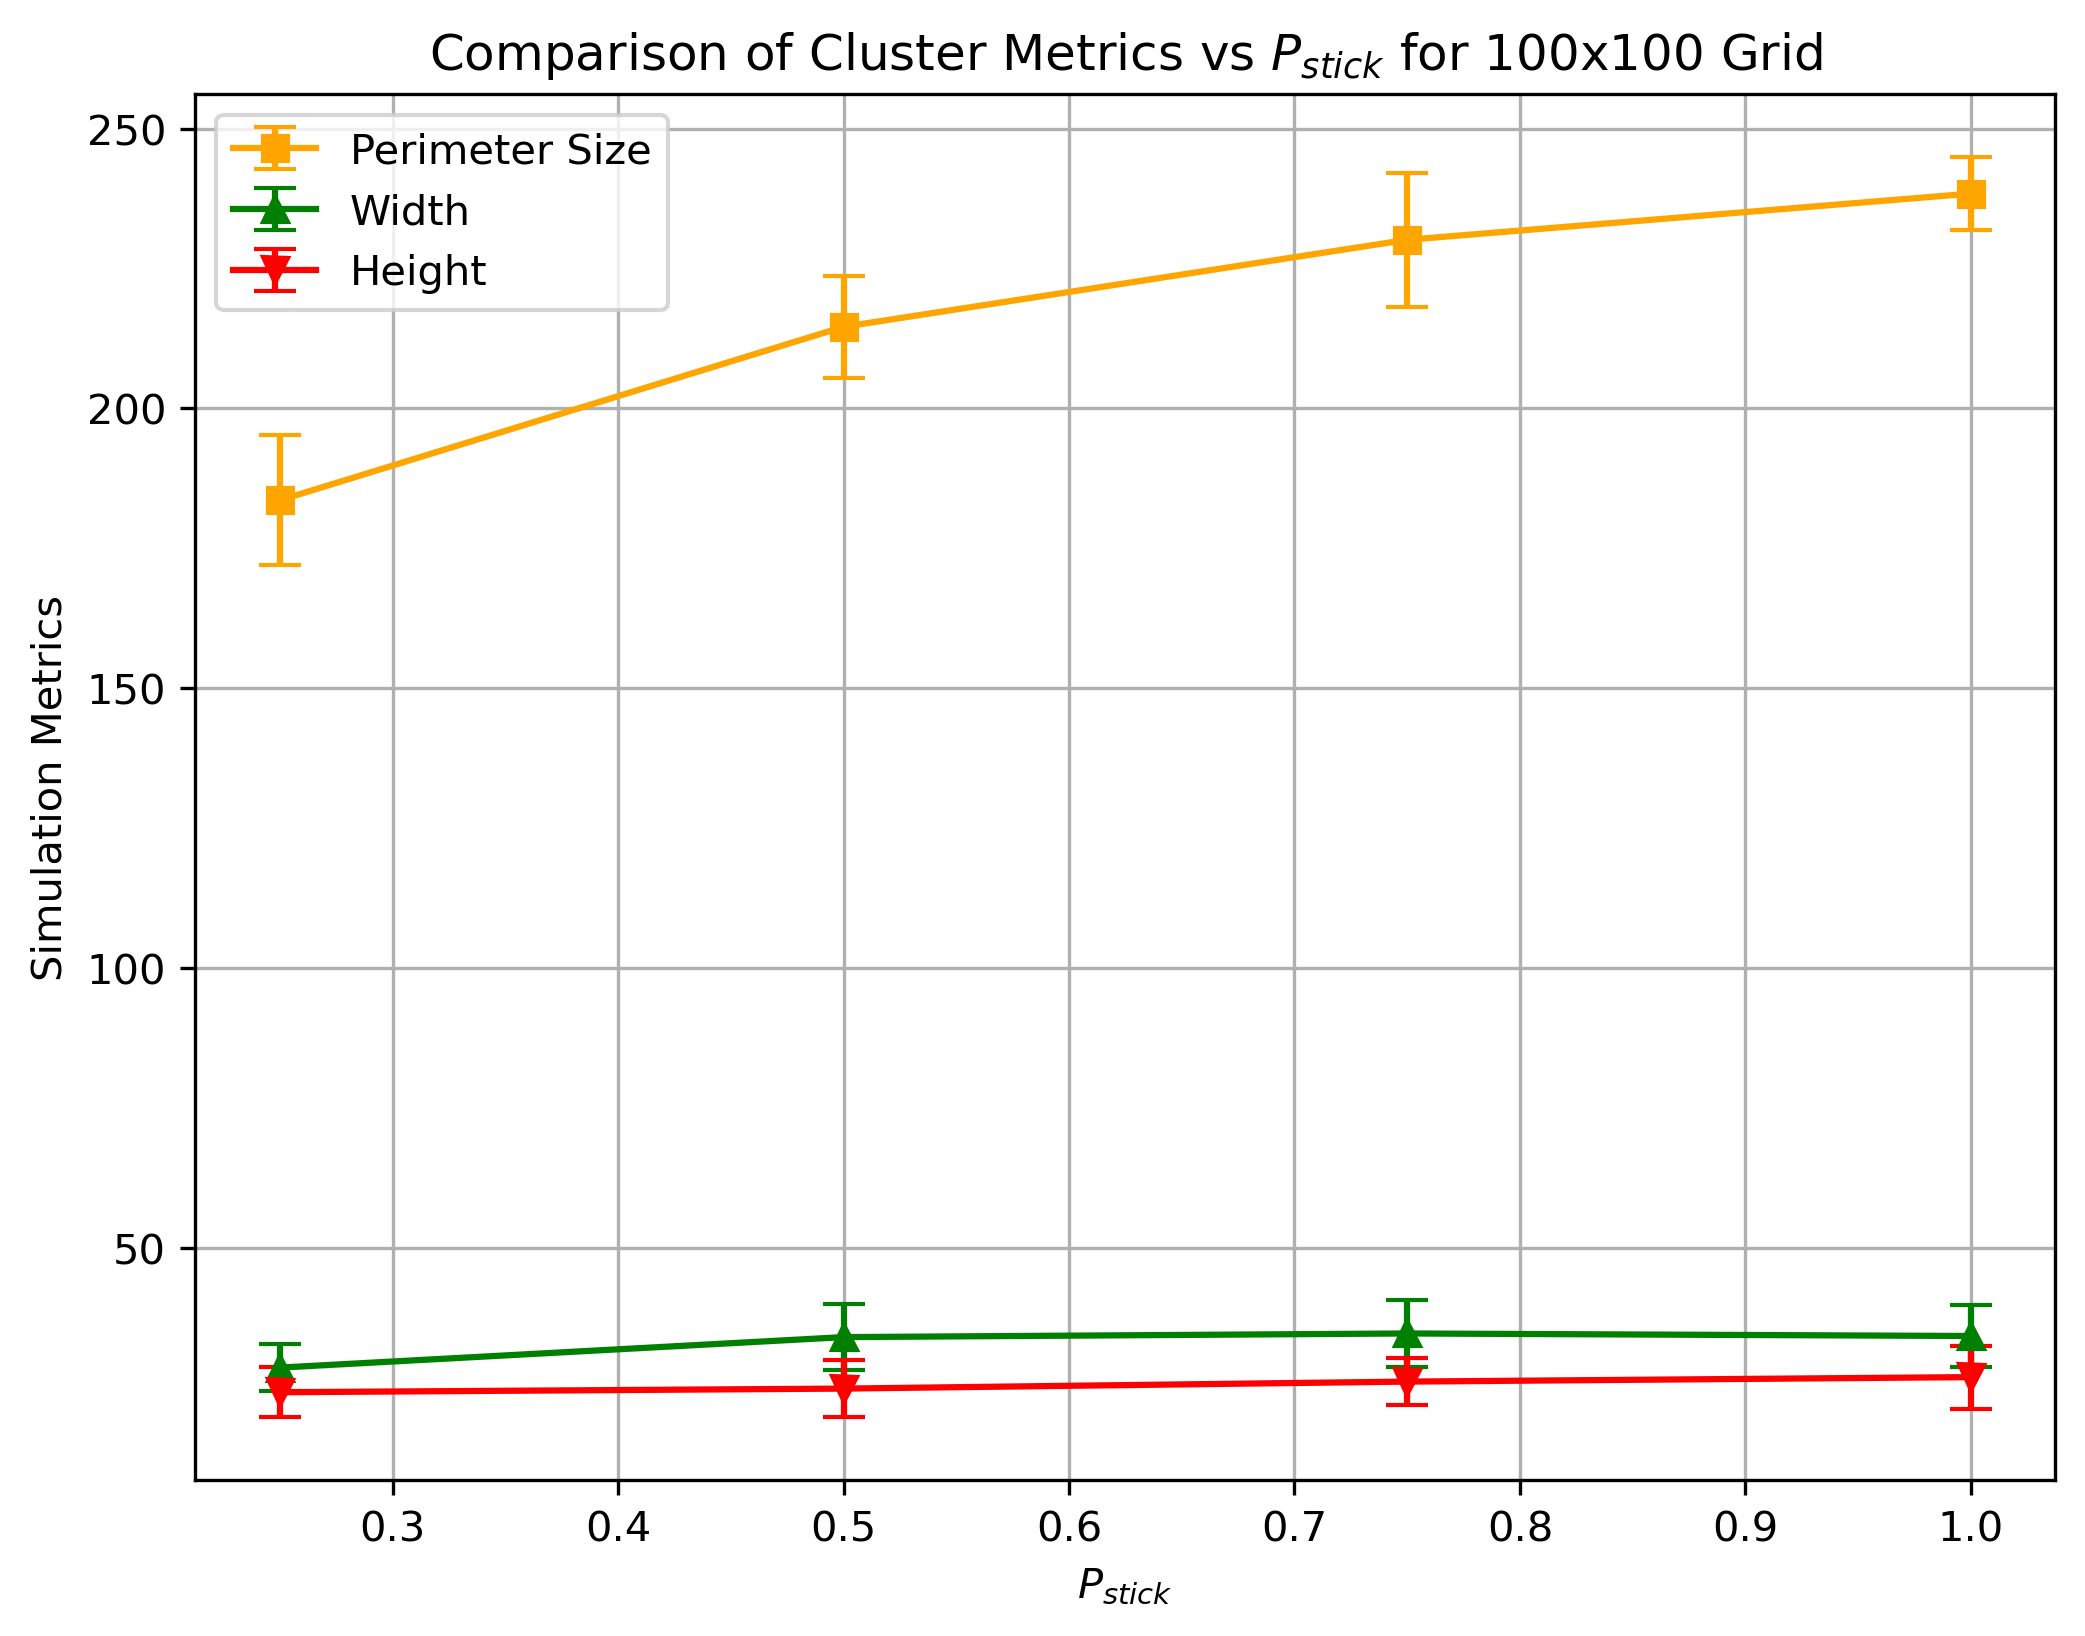 Comparison of Cluster Metrics vs P_stick for 100x100 Grid
Perimeter Size
Width
Height
250
200
150
100
50
Simulation Metrics
0.3 0.4 0.5 0.6 0.7 0.8 0.9 1.0
P_stick